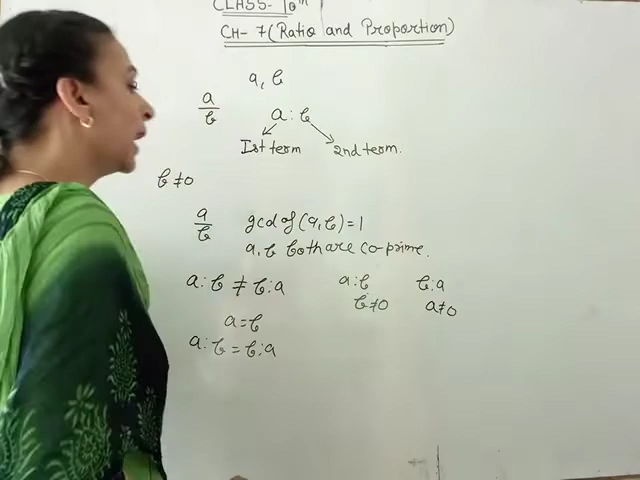 CLASS- 10th
CH- 7 (Ratio and Proportion)
a, b
a/b
a : b
Ist term 2nd term.
b ≠ 0
a/b gcd of (a, b) = 1
a, b both are co-prime.
a : b ≠ b : a a : b b : a
b ≠ 0 a ≠ 0
a = b
a : b = b : a